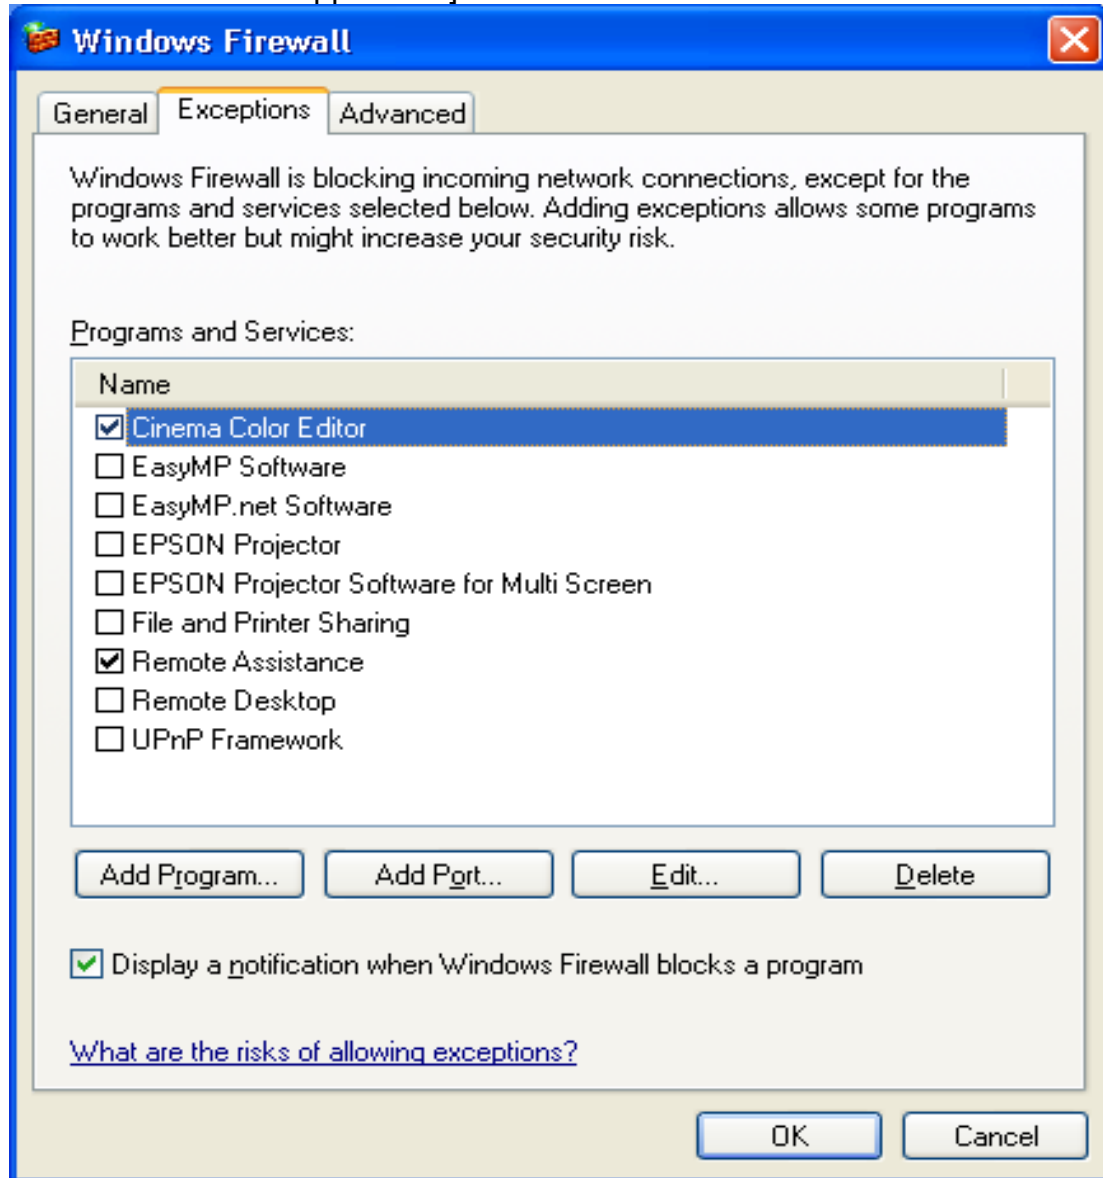 Windows Firewall
General Exceptions Advanced
Windows Firewall is blocking incoming network connections, except for the
programs and services selected below. Adding exceptions allows some programs
to work better but might increase your security risk.
Programs and Services:
Name
Cinema Color Editor
EasyMP Software
EasyMP.net Software
EPSON Projector
EPSON Projector Software for Multi Screen
File and Printer Sharing
Remote Assistance
Remote Desktop
UPnP Framework
Add Program... Add Port... Edit... Delete
Display a notification when Windows Firewall blocks a program
What are the risks of allowing exceptions?
OK Cancel